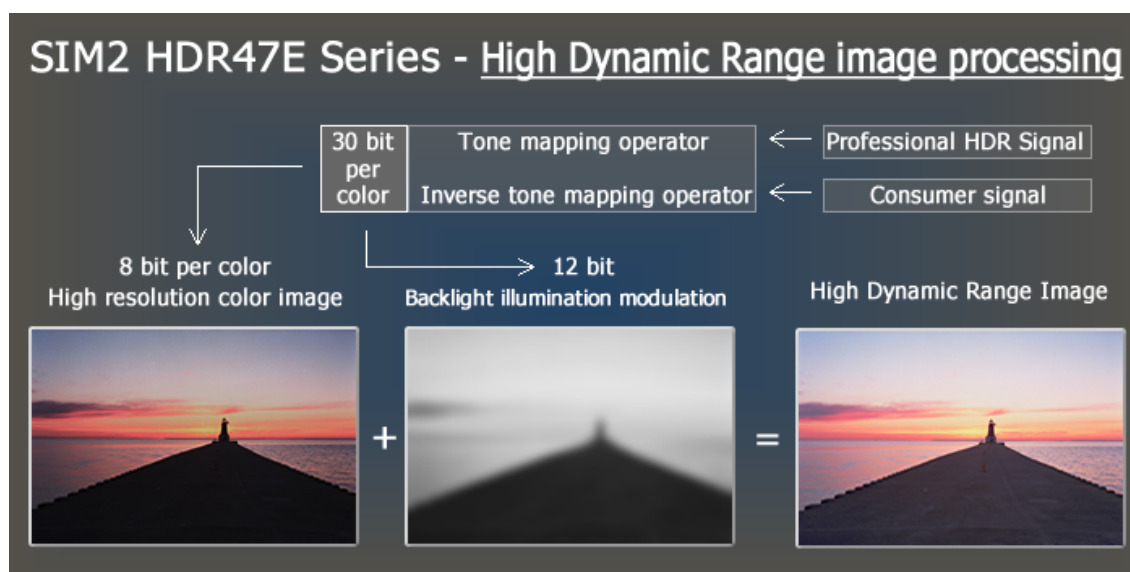 SIM2 HDR47E Series - High Dynamic Range image processing
30 bit
per
color
Tone mapping operator
Inverse tone mapping operator
Professional HDR Signal
Consumer signal
8 bit per color
High resolution color image
12 bit
Backlight illumination modulation
High Dynamic Range Image
+
=